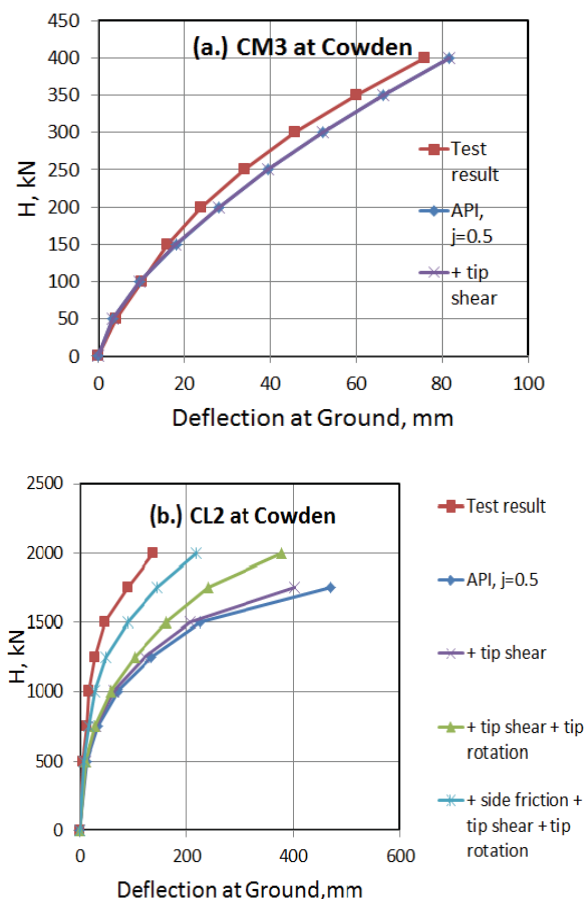 (a.) CM3 at Cowden
H, kN
450
400
350
300
250
200
150
100
50
0
Test
result
API,
j=0.5
+ tip
shear
0 20 40 60 80 100
Deflection at Ground, mm
(b.) CL2 at Cowden
H, kN
2500
2000
1500
1000
500
0
0 200 400 600
Deflection at Ground,mm
Test result
API, j=0.5
+ tip shear
+ tip shear + tip
rotation
+ side friction +
tip shear + tip
rotation